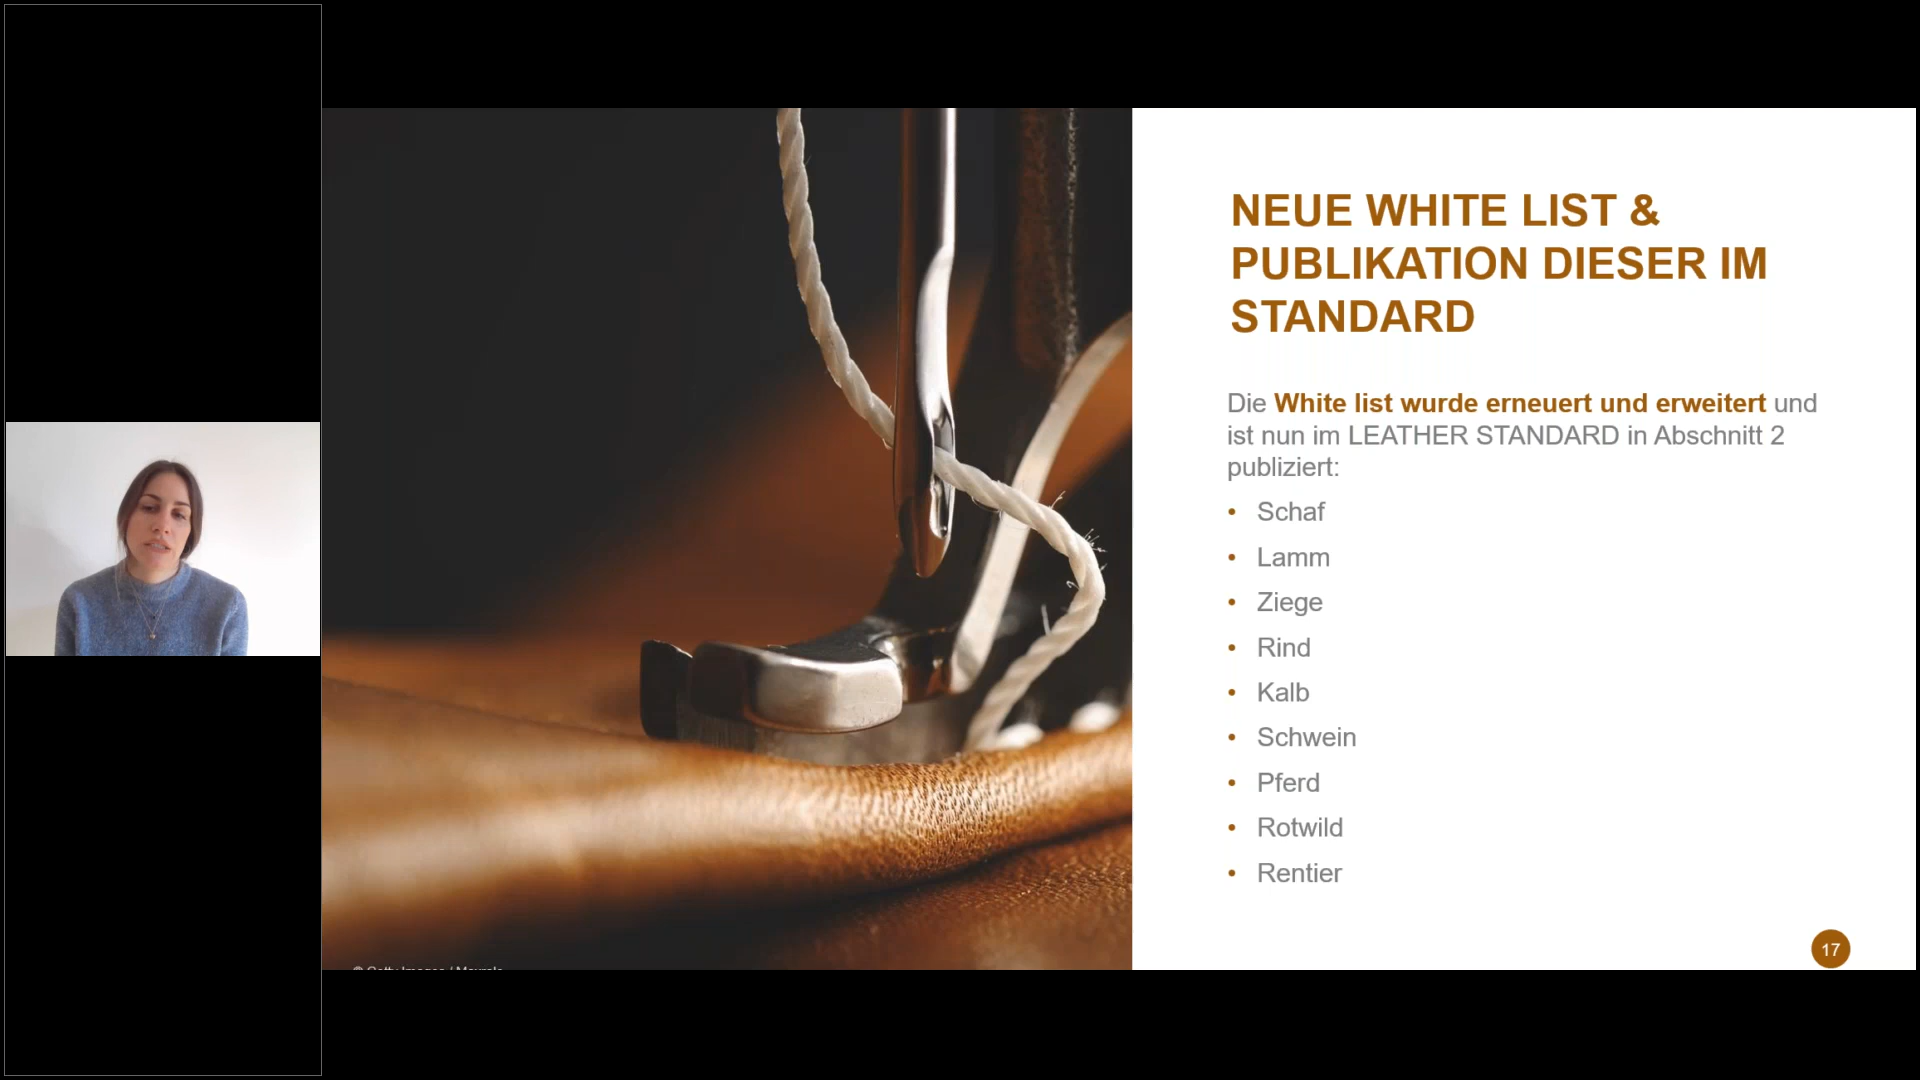 NEUE WHITE LIST &
PUBLIKATION DIESER IM
STANDARD
Die White list wurde erneuert und erweitert und
ist nun im LEATHER STANDARD in Abschnitt 2
publiziert:
• Schaf
• Lamm
• Ziege
• Rind
• Kalb
• Schwein
• Pferd
• Rotwild
• Rentier
17